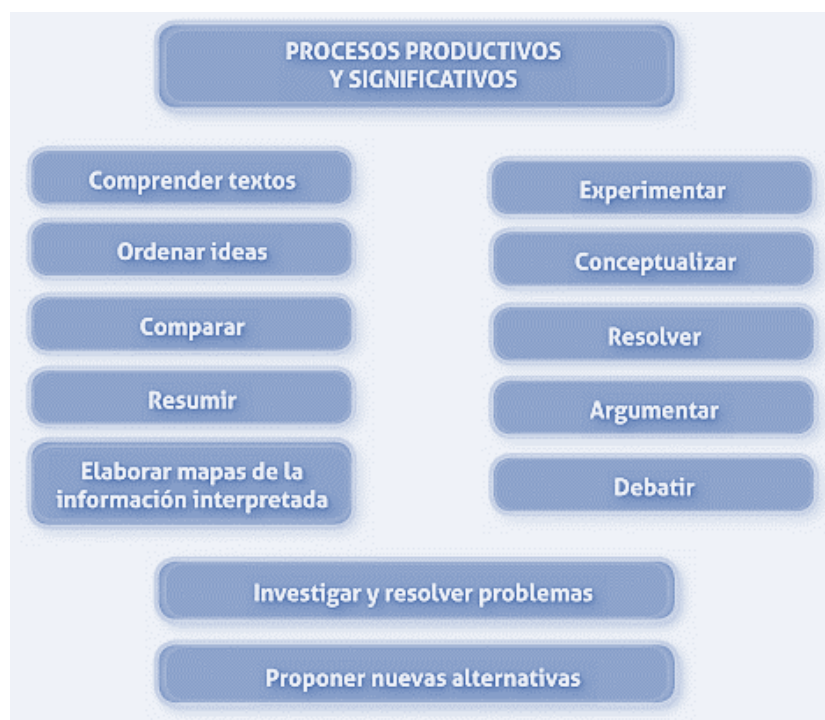 PROCESOS PRODUCTIVOS
Y SIGNIFICATIVOS
Comprender textos
Ordenar ideas
Comparar
Resumir
Elaborar mapas de la
información interpretada
Experimentar
Conceptualizar
Resolver
Argumentar
Debatir
Investigar y resolver problemas
Proponer nuevas alternativas